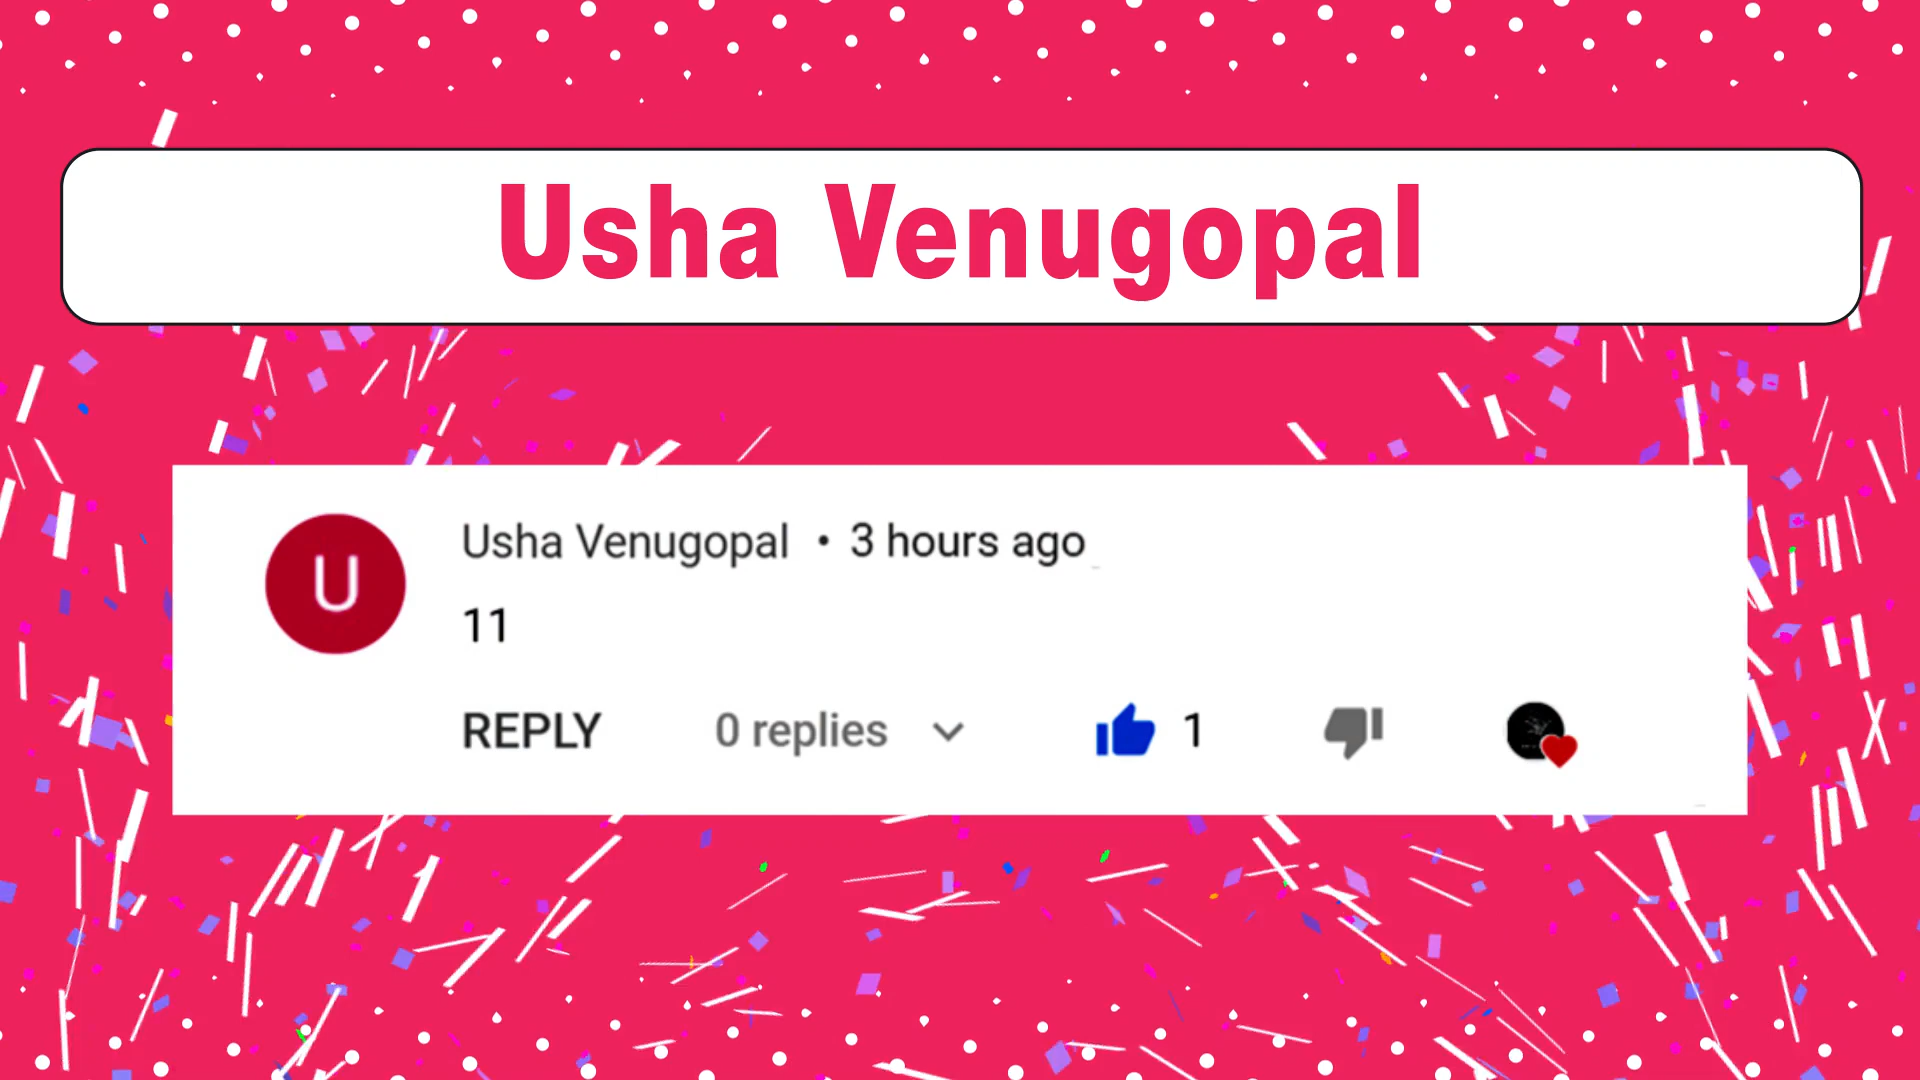 Usha Venugopal
U
Usha Venugopal • 3 hours ago
11
REPLY 0 replies 1